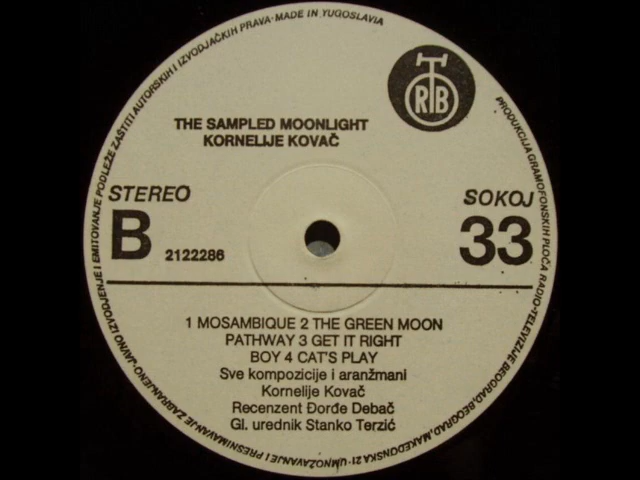 PRODUKCIJA GRAMOFONSKIH PLOČA RADIO-TELEVIZIJE BEOGRAD, BEOGRAD, MAKEDONSKA 21 · UMNOŽAVANJE I PRESNIMAVANJE ZABRANJENO-JAVNO IZVODJENJE I EMITOVANJE PODLEŽE ZAŠTITI AUTORSKIH I IZVODJAČKIH PRAVA · MADE IN YUGOSLAVIA
RTB
THE SAMPLED MOONLIGHT
KORNELIJE KOVAČ
STEREO
SOKOJ
B
2122286
33
1 MOSAMBIQUE 2 THE GREEN MOON
PATHWAY 3 GET IT RIGHT
BOY 4 CAT'S PLAY
Sve kompozicije i aranžmani
Kornelije Kovač
Recenzent Đorđe Debač
Gl. urednik Stanko Terzić